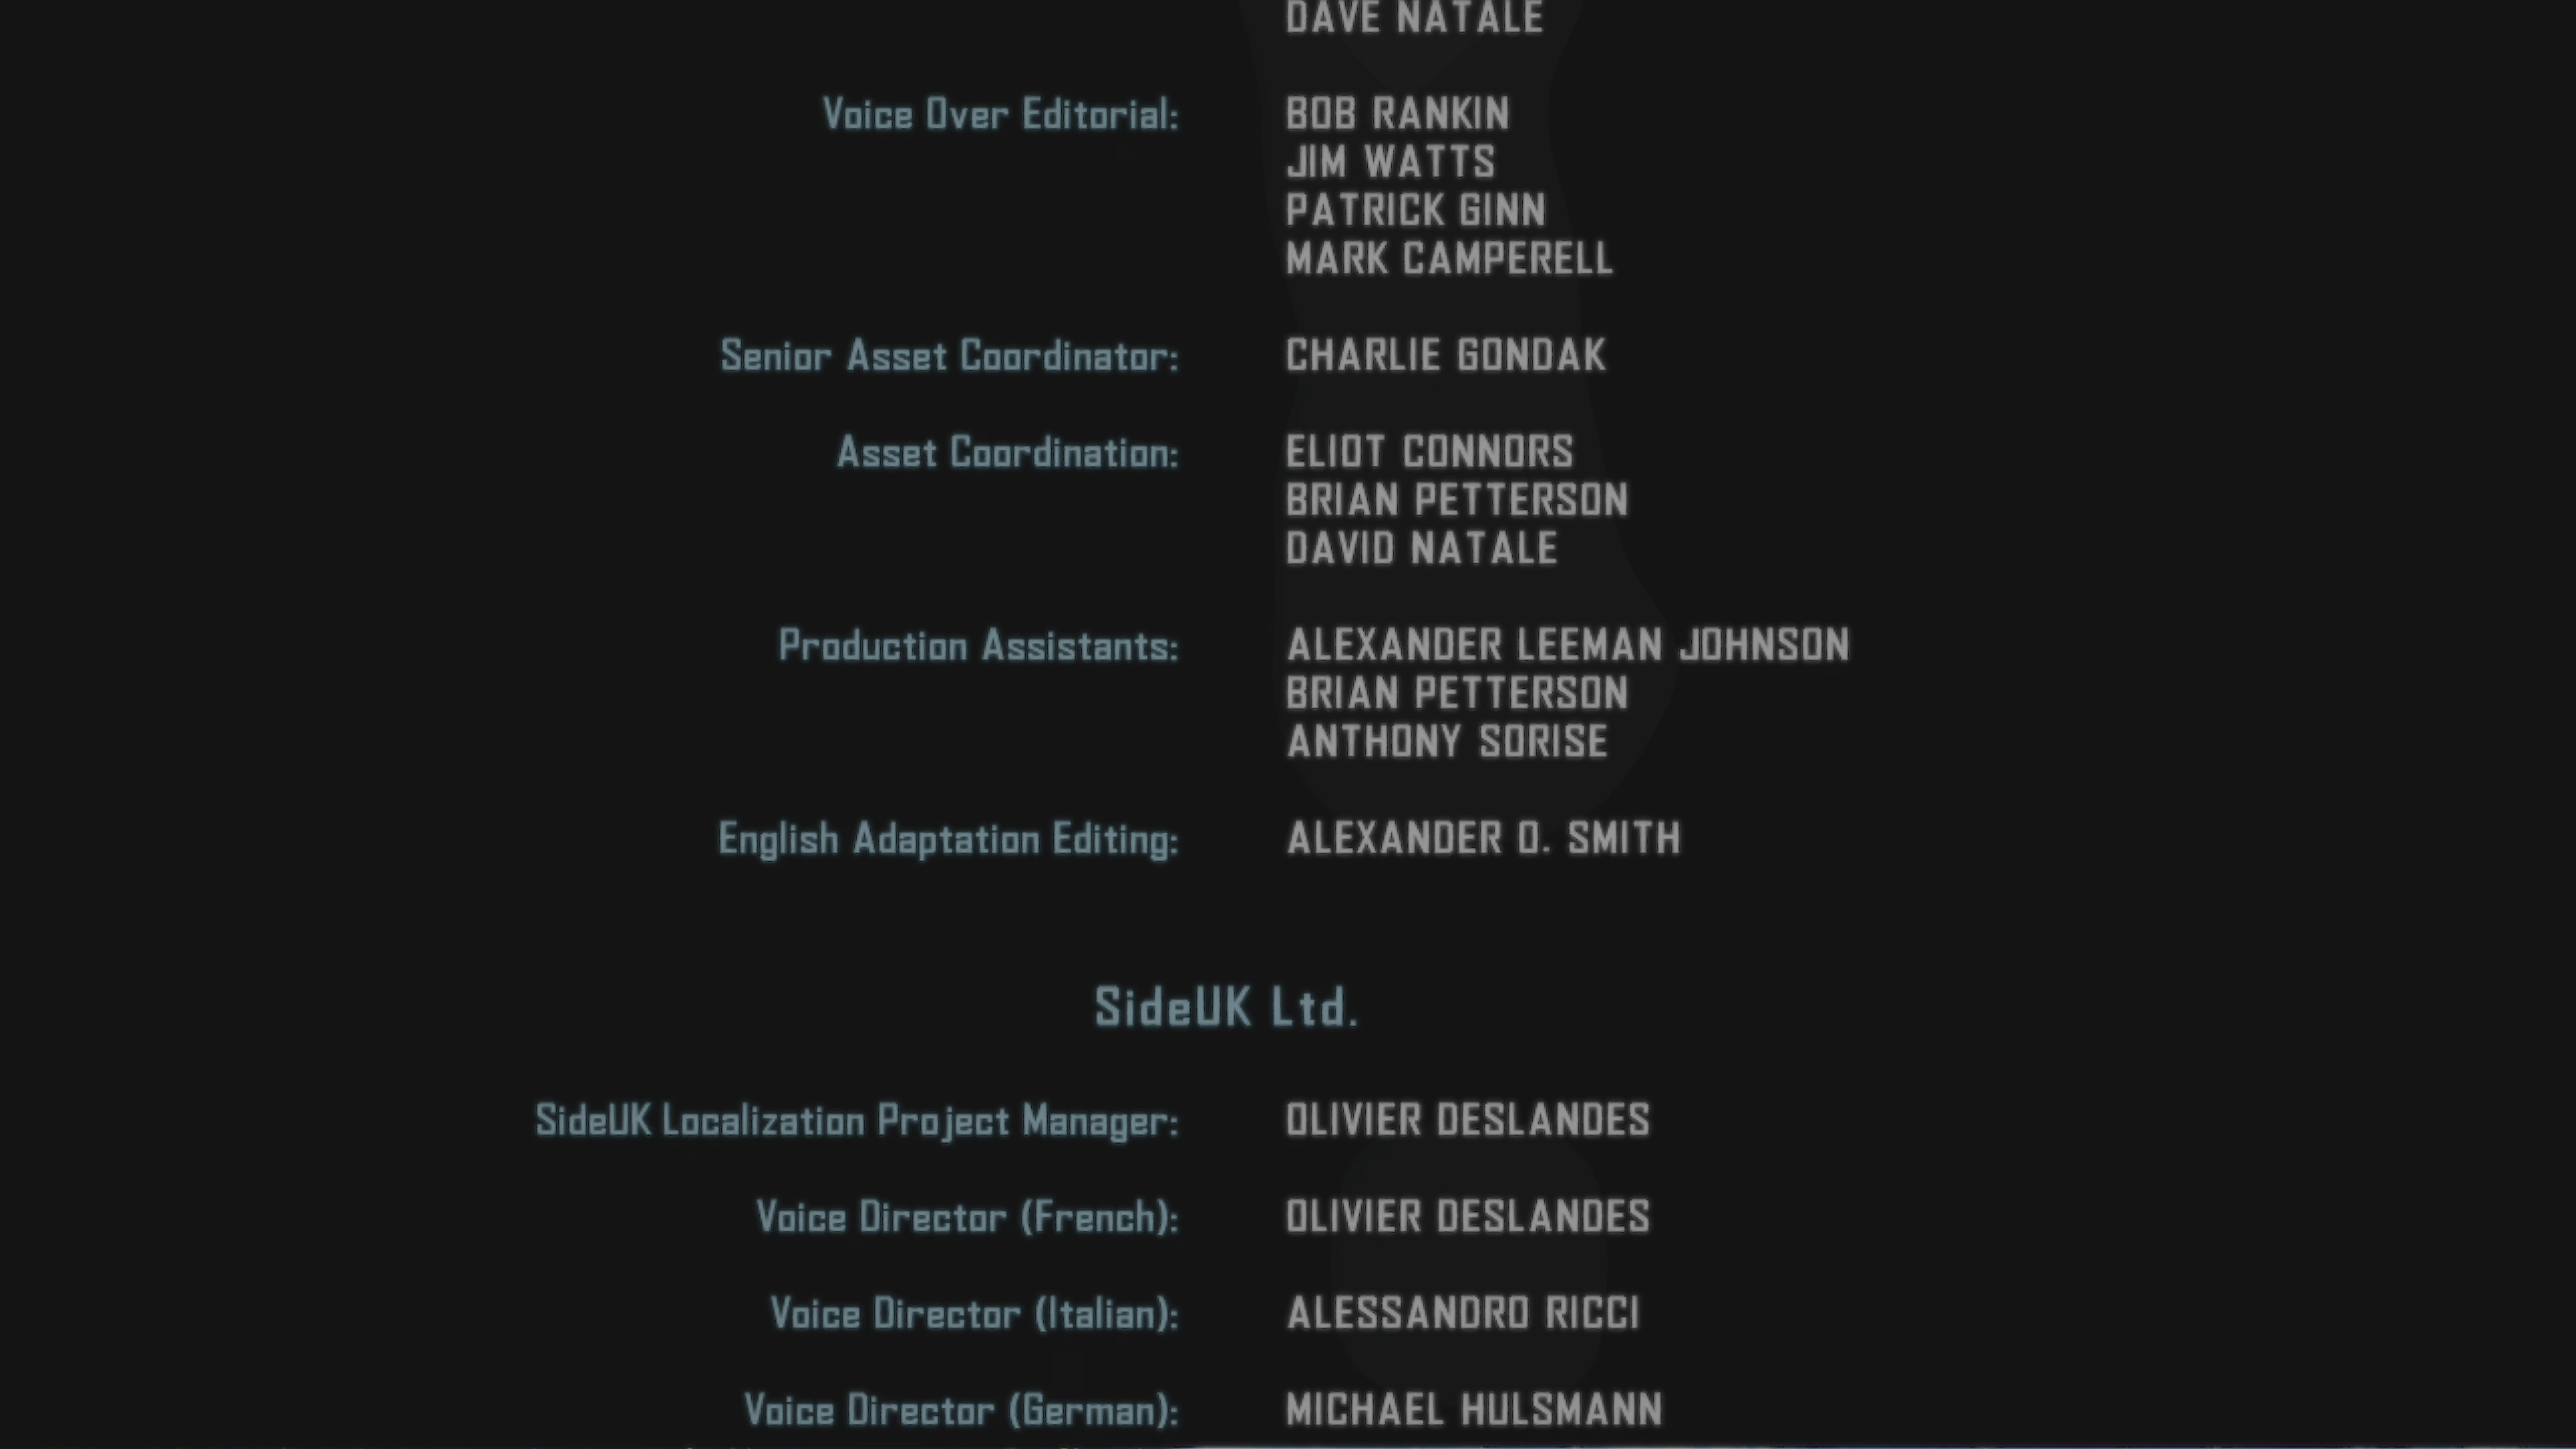 DAVE NATALE
Voice Over Editorial: BOB RANKIN
JIM WATTS
PATRICK GINN
MARK CAMPERELL
Senior Asset Coordinator: CHARLIE GONDAK
Asset Coordination: ELIOT CONNORS
BRIAN PETTERSON
DAVID NATALE
Production Assistants: ALEXANDER LEEMAN JOHNSON
BRIAN PETTERSON
ANTHONY SORISE
English Adaptation Editing: ALEXANDER O. SMITH
SideUK Ltd.
SideUK Localization Project Manager: OLIVIER DESLANDES
Voice Director (French): OLIVIER DESLANDES
Voice Director (Italian): ALESSANDRO RICCI
Voice Director (German): MICHAEL HULSMANN